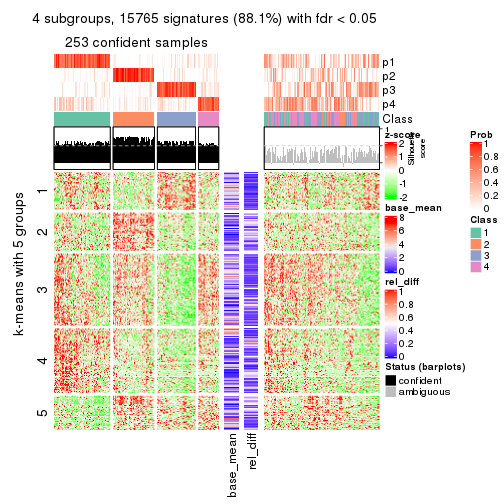 4 subgroups, 15765 signatures (88.1%) with fdr < 0.05
253 confident samples
p1
p2
p3
p4
Class
1
Silhouette
score
k-means with 5 groups
1
2
3
4
5
base_mean
rel_diff
z-score
2
1
0
-1
-2
base_mean
8
6
4
2
0
rel_diff
1
0.8
0.6
0.4
0.2
0
Status (barplots)
confident
ambiguous
Prob
1
0.8
0.6
0.4
0.2
0
Class
1
2
3
4